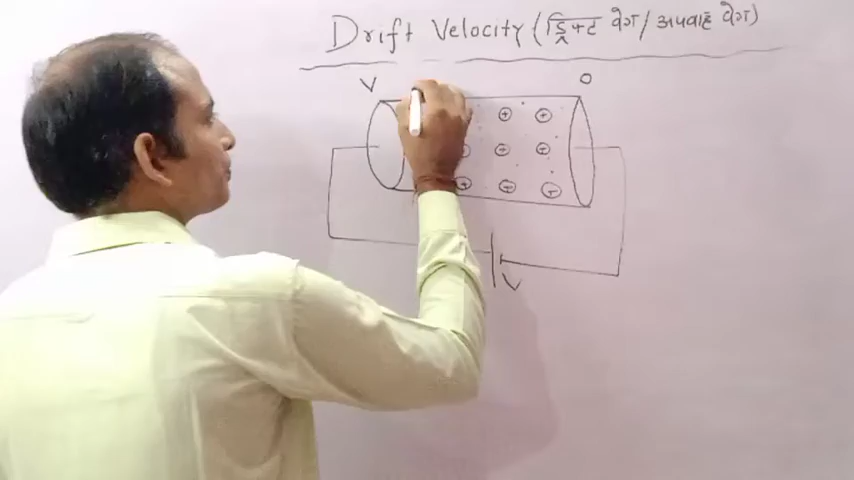 Drift Velocity (ड्रिफ्ट वेग / अपवाह वेग)
V 0
+ +
+ + +
+ + +
V